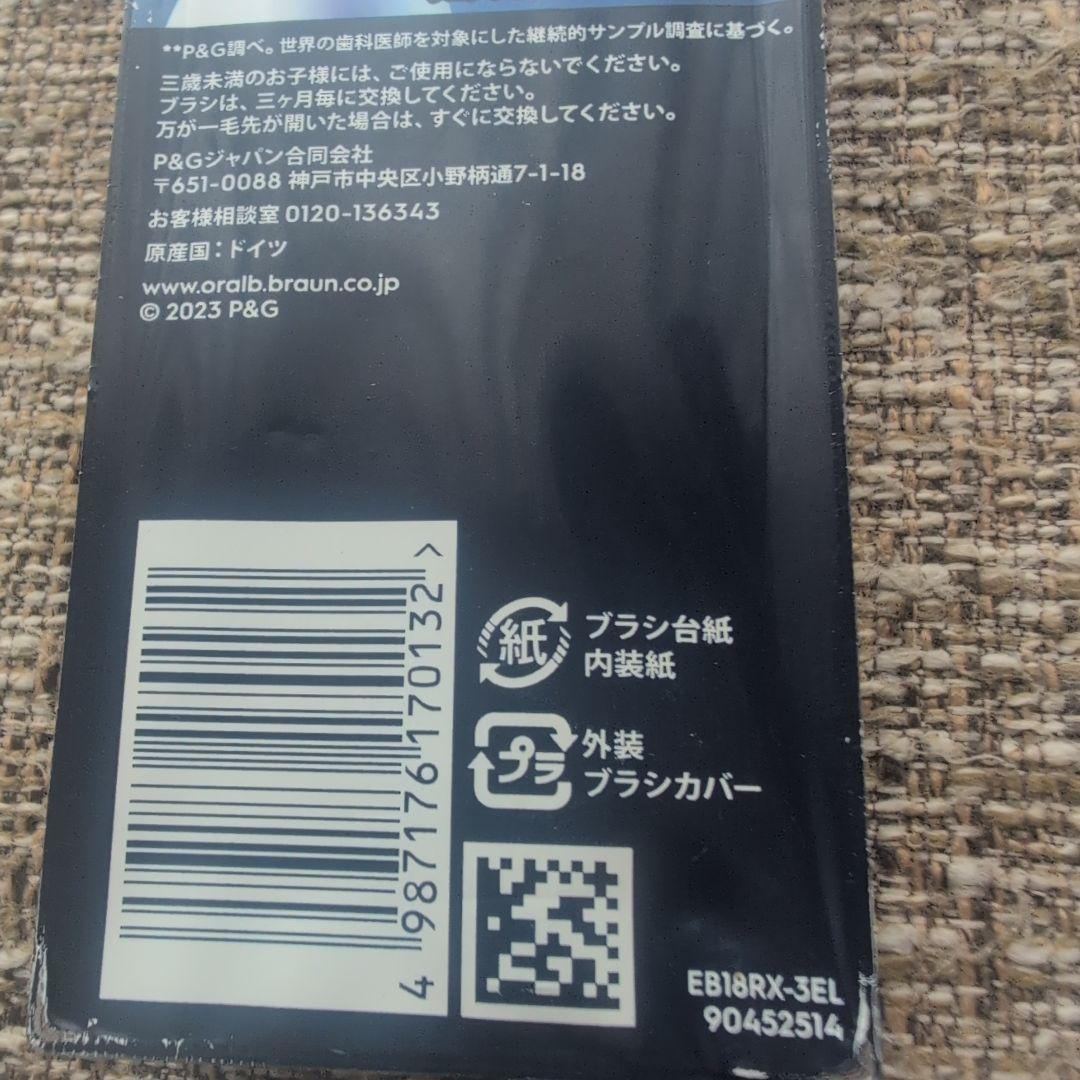 **P&G調べ。世界の歯科医師を対象にした継続的サンプル調査に基づく。
三歳未満のお子様には、ご使用にならないでください。
ブラシは、三ヶ月毎に交換してください。
万が一毛先が開いた場合は、すぐに交換してください。
P&Gジャパン合同会社
〒651-0088 神戸市中央区小野柄通7-1-18
お客様相談室 0120-136343
原産国：ドイツ
www.oralb.braun.co.jp
© 2023 P&G
4 987176 170132 >
紙 ブラシ台紙
内装紙
プラ 外装
ブラシカバー
EB18RX-3EL
90452514